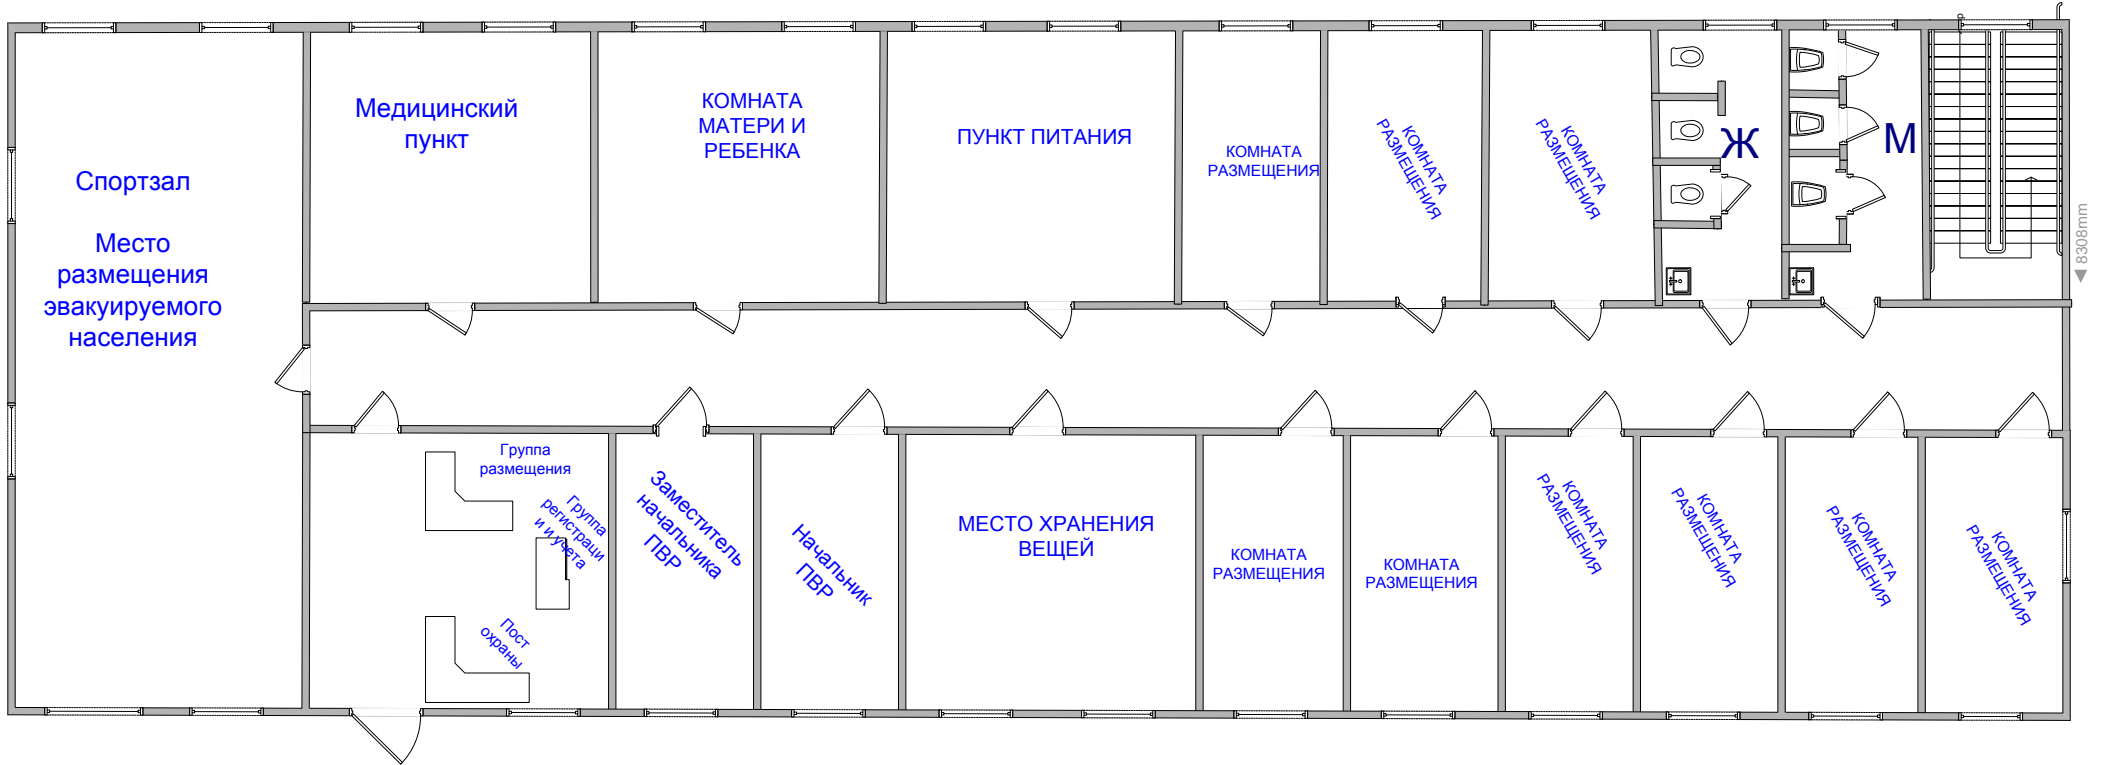 Спортзал
Место
размещения
эвакуируемого
населения
Медицинский
пункт
КОМНАТА
МАТЕРИ И
РЕБЕНКА
ПУНКТ ПИТАНИЯ
КОМНАТА
РАЗМЕЩЕНИЯ
КОМНАТА
РАЗМЕЩЕНИЯ
КОМНАТА
РАЗМЕЩЕНИЯ
Ж
М
8308mm
Группа
размещения
Группа
регистраци
и и учета
Пост
охраны
Заместитель
начальника
ПВР
Начальник
ПВР
МЕСТО ХРАНЕНИЯ
ВЕЩЕЙ
КОМНАТА
РАЗМЕЩЕНИЯ
КОМНАТА
РАЗМЕЩЕНИЯ
КОМНАТА
РАЗМЕЩЕНИЯ
КОМНАТА
РАЗМЕЩЕНИЯ
КОМНАТА
РАЗМЕЩЕНИЯ
КОМНАТА
РАЗМЕЩЕНИЯ